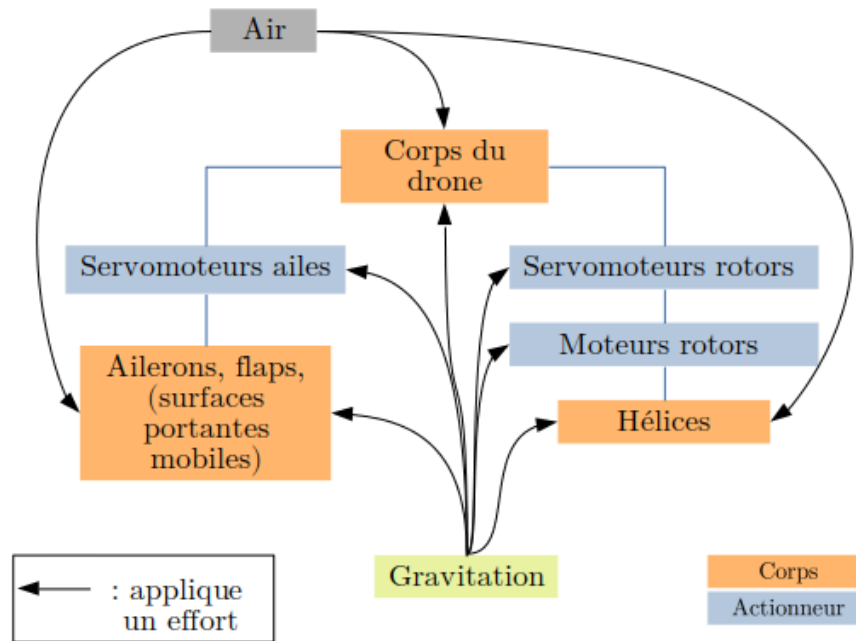 Air
Corps du
drone
Servomoteurs ailes
Servomoteurs rotors
Moteurs rotors
Ailerons, flaps,
(surfaces
portantes
mobiles)
Hélices
Gravitation
: applique
un effort
Corps
Actionneur